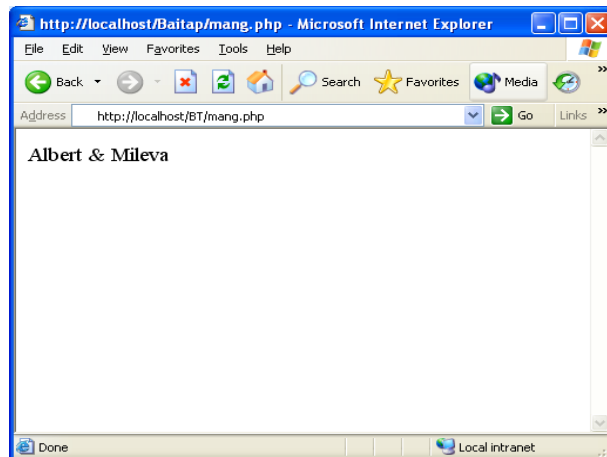 http://localhost/Baitap/mang.php - Microsoft Internet Explorer
File Edit View Favorites Tools Help
Back Search Favorites Media »
Address http://localhost/BT/mang.php Go Links »
Albert & Mileva
Done Local intranet